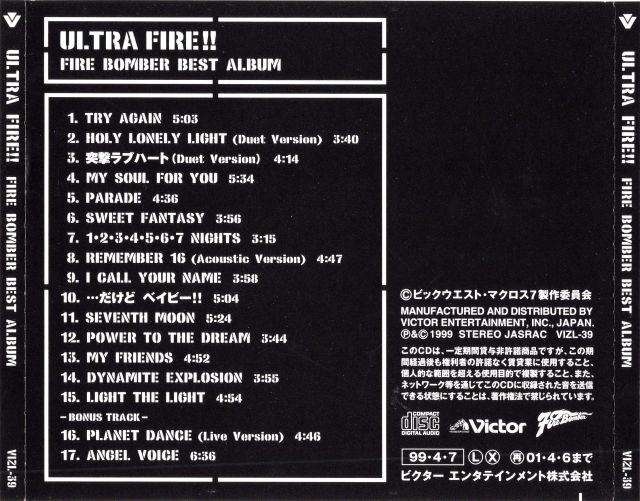 ULTRA FIRE!!
FIRE BOMBER BEST ALBUM
1. TRY AGAIN 5:03
2. HOLY LONELY LIGHT (Duet Version) 3:40
3. 突撃ラブハート(Duet Version) 4:14
4. MY SOUL FOR YOU 5:34
5. PARADE 4:36
6. SWEET FANTASY 3:56
7. 1・2・3・4・5・6・7 NIGHTS 3:15
8. REMEMBER 16 (Acoustic Version) 4:47
9. I CALL YOUR NAME 3:58
10. …だけど ベイビー!! 5:04
11. SEVENTH MOON 5:24
12. POWER TO THE DREAM 3:44
13. MY FRIENDS 4:52
14. DYNAMITE EXPLOSION 3:55
15. LIGHT THE LIGHT 4:54
-BONUS TRACK-
16. PLANET DANCE (Live Version) 4:46
17. ANGEL VOICE 6:36
©ビックウエスト・マクロス7製作委員会
MANUFACTURED AND DISTRIBUTED BY
VICTOR ENTERTAINMENT, INC., JAPAN.
℗&© 1999 STEREO JASRAC VIZL-39
このCDは、一定期間貸与非許諾商品ですが、この期
間経過後も権利者の許諾なく賃貸業に使用すること、
個人的な範囲を超える使用目的で複製すること、また、
ネットワーク等を通じてこのCDに収録された音を送信
できる状態にすることは、著作権法で禁じられています。
COMPACT
disc
DIGITAL AUDIO
Victor
Fire Bomber
99・4・7 L X 再 01・4・6まで
ビクター エンタテインメント株式会社
ULTRA FIRE!! FIRE BOMBER BEST ALBUM VIZL-39
ULTRA FIRE!! FIRE BOMBER BEST ALBUM VIZL-39